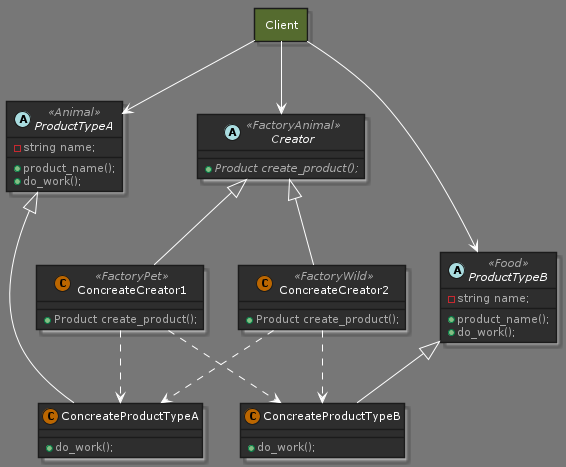 Client
«Animal»
A
ProductTypeA
string name;
product_name();
do_work();
«FactoryAnimal»
A
Creator
Product create_product();
«Food»
A
ProductTypeB
string name;
product_name();
do_work();
«FactoryPet»
C
ConcreateCreator1
Product create_product();
«FactoryWild»
C
ConcreateCreator2
Product create_product();
C ConcreateProductTypeA
do_work();
C ConcreateProductTypeB
do_work();